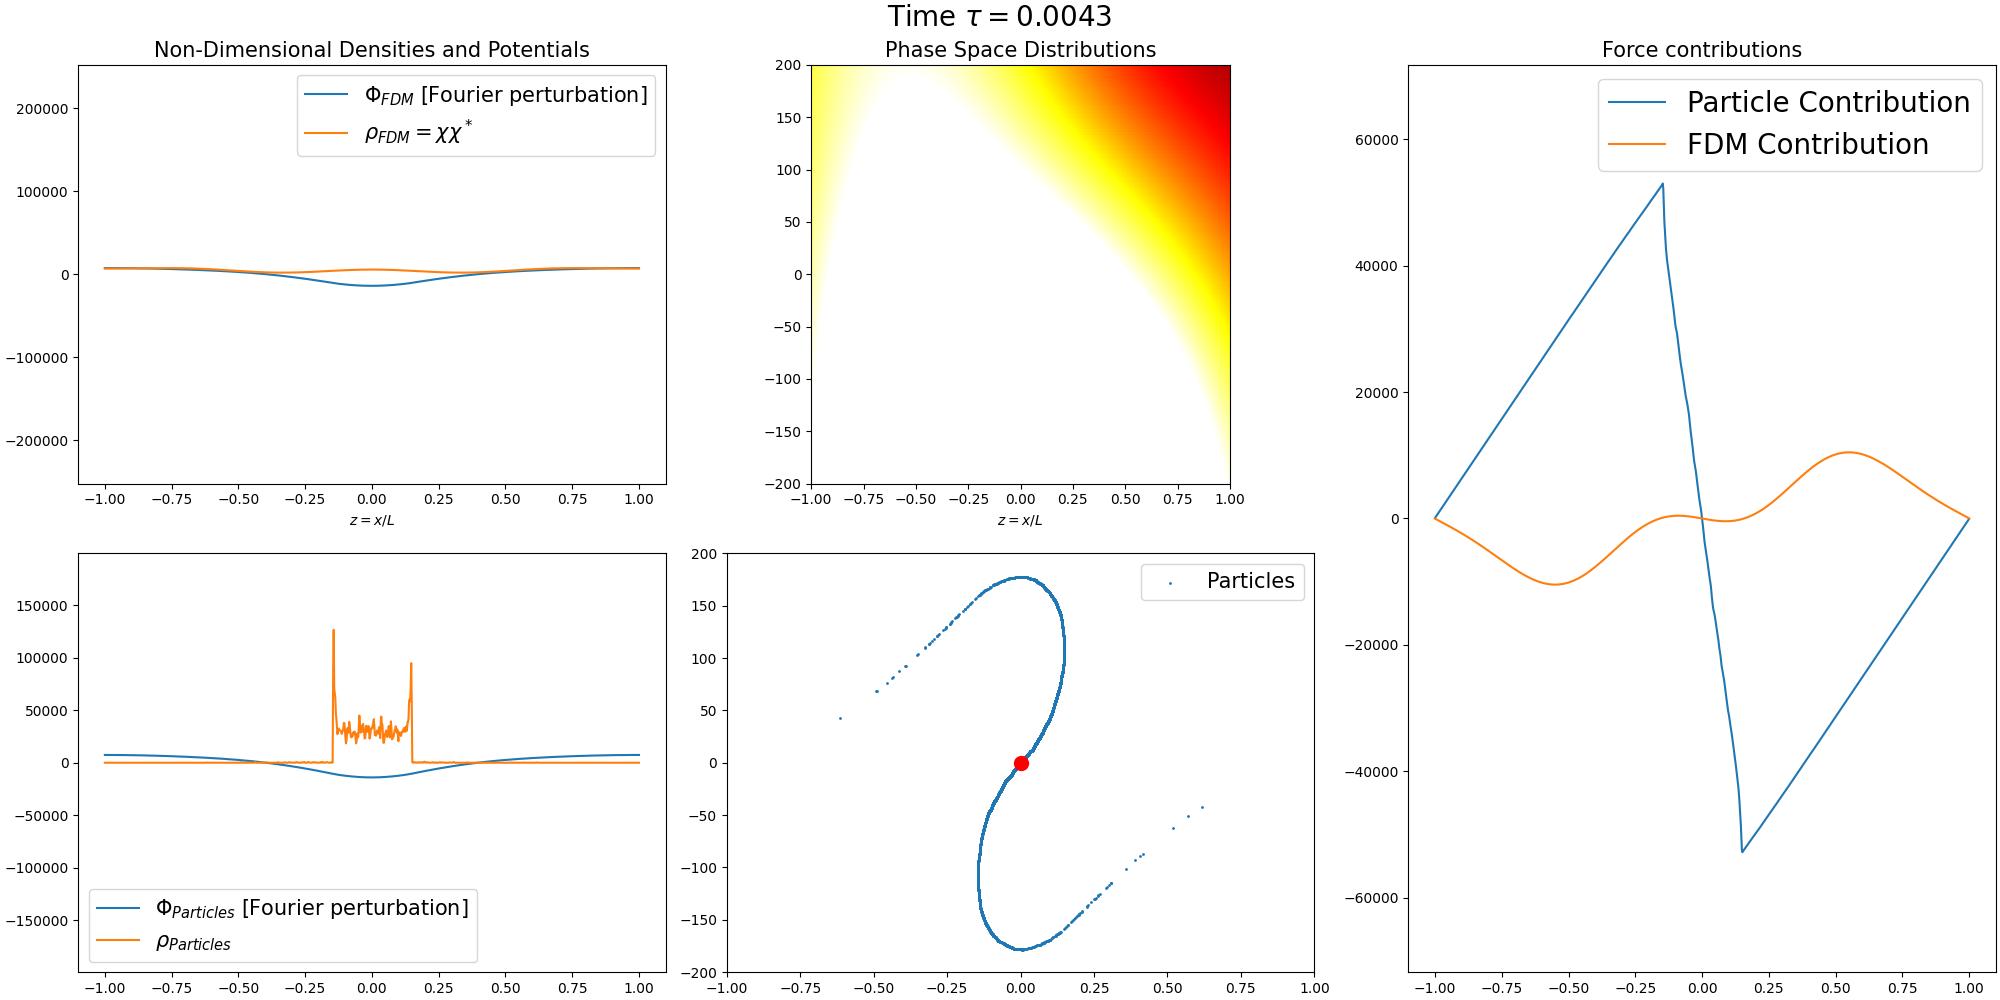 Time τ = 0.0043
Non-Dimensional Densities and Potentials
Φ_FDM [Fourier perturbation]
ρ_FDM = χχ*
200000
100000
0
−100000
−200000
−1.00 −0.75 −0.50 −0.25 0.00 0.25 0.50 0.75 1.00
z = x/L
Phase Space Distributions
200
150
100
50
0
−50
−100
−150
−200
−1.00 −0.75 −0.50 −0.25 0.00 0.25 0.50 0.75 1.00
z = x/L
Force contributions
Particle Contribution
FDM Contribution
60000
40000
20000
0
−20000
−40000
−60000
−1.00 −0.75 −0.50 −0.25 0.00 0.25 0.50 0.75 1.00
150000
100000
50000
0
−50000
−100000
−150000
Φ_Particles [Fourier perturbation]
ρ_Particles
−1.00 −0.75 −0.50 −0.25 0.00 0.25 0.50 0.75 1.00
Particles
200
150
100
50
0
−50
−100
−150
−200
−1.00 −0.75 −0.50 −0.25 0.00 0.25 0.50 0.75 1.00